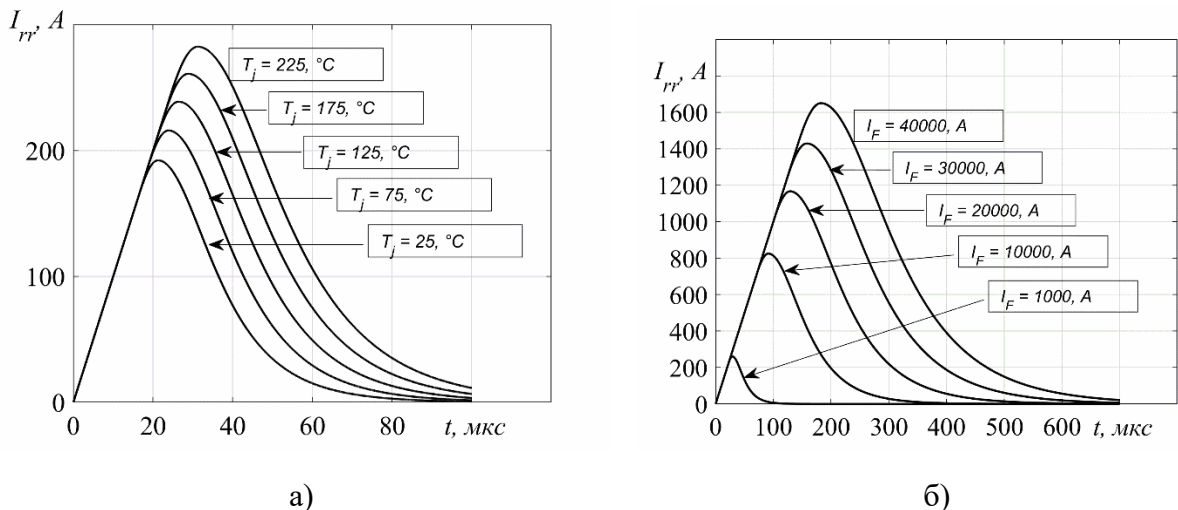 I_rr, A
200
100
0
0 20 40 60 80 t, мкс
T_j = 225, °C
T_j = 175, °C
T_j = 125, °C
T_j = 75, °C
T_j = 25, °C
а)
I_rr, A
1600
1400
1200
1000
800
600
400
200
0
0 100 200 300 400 500 600 t, мкс
I_F = 40000, A
I_F = 30000, A
I_F = 20000, A
I_F = 10000, A
I_F = 1000, A
б)